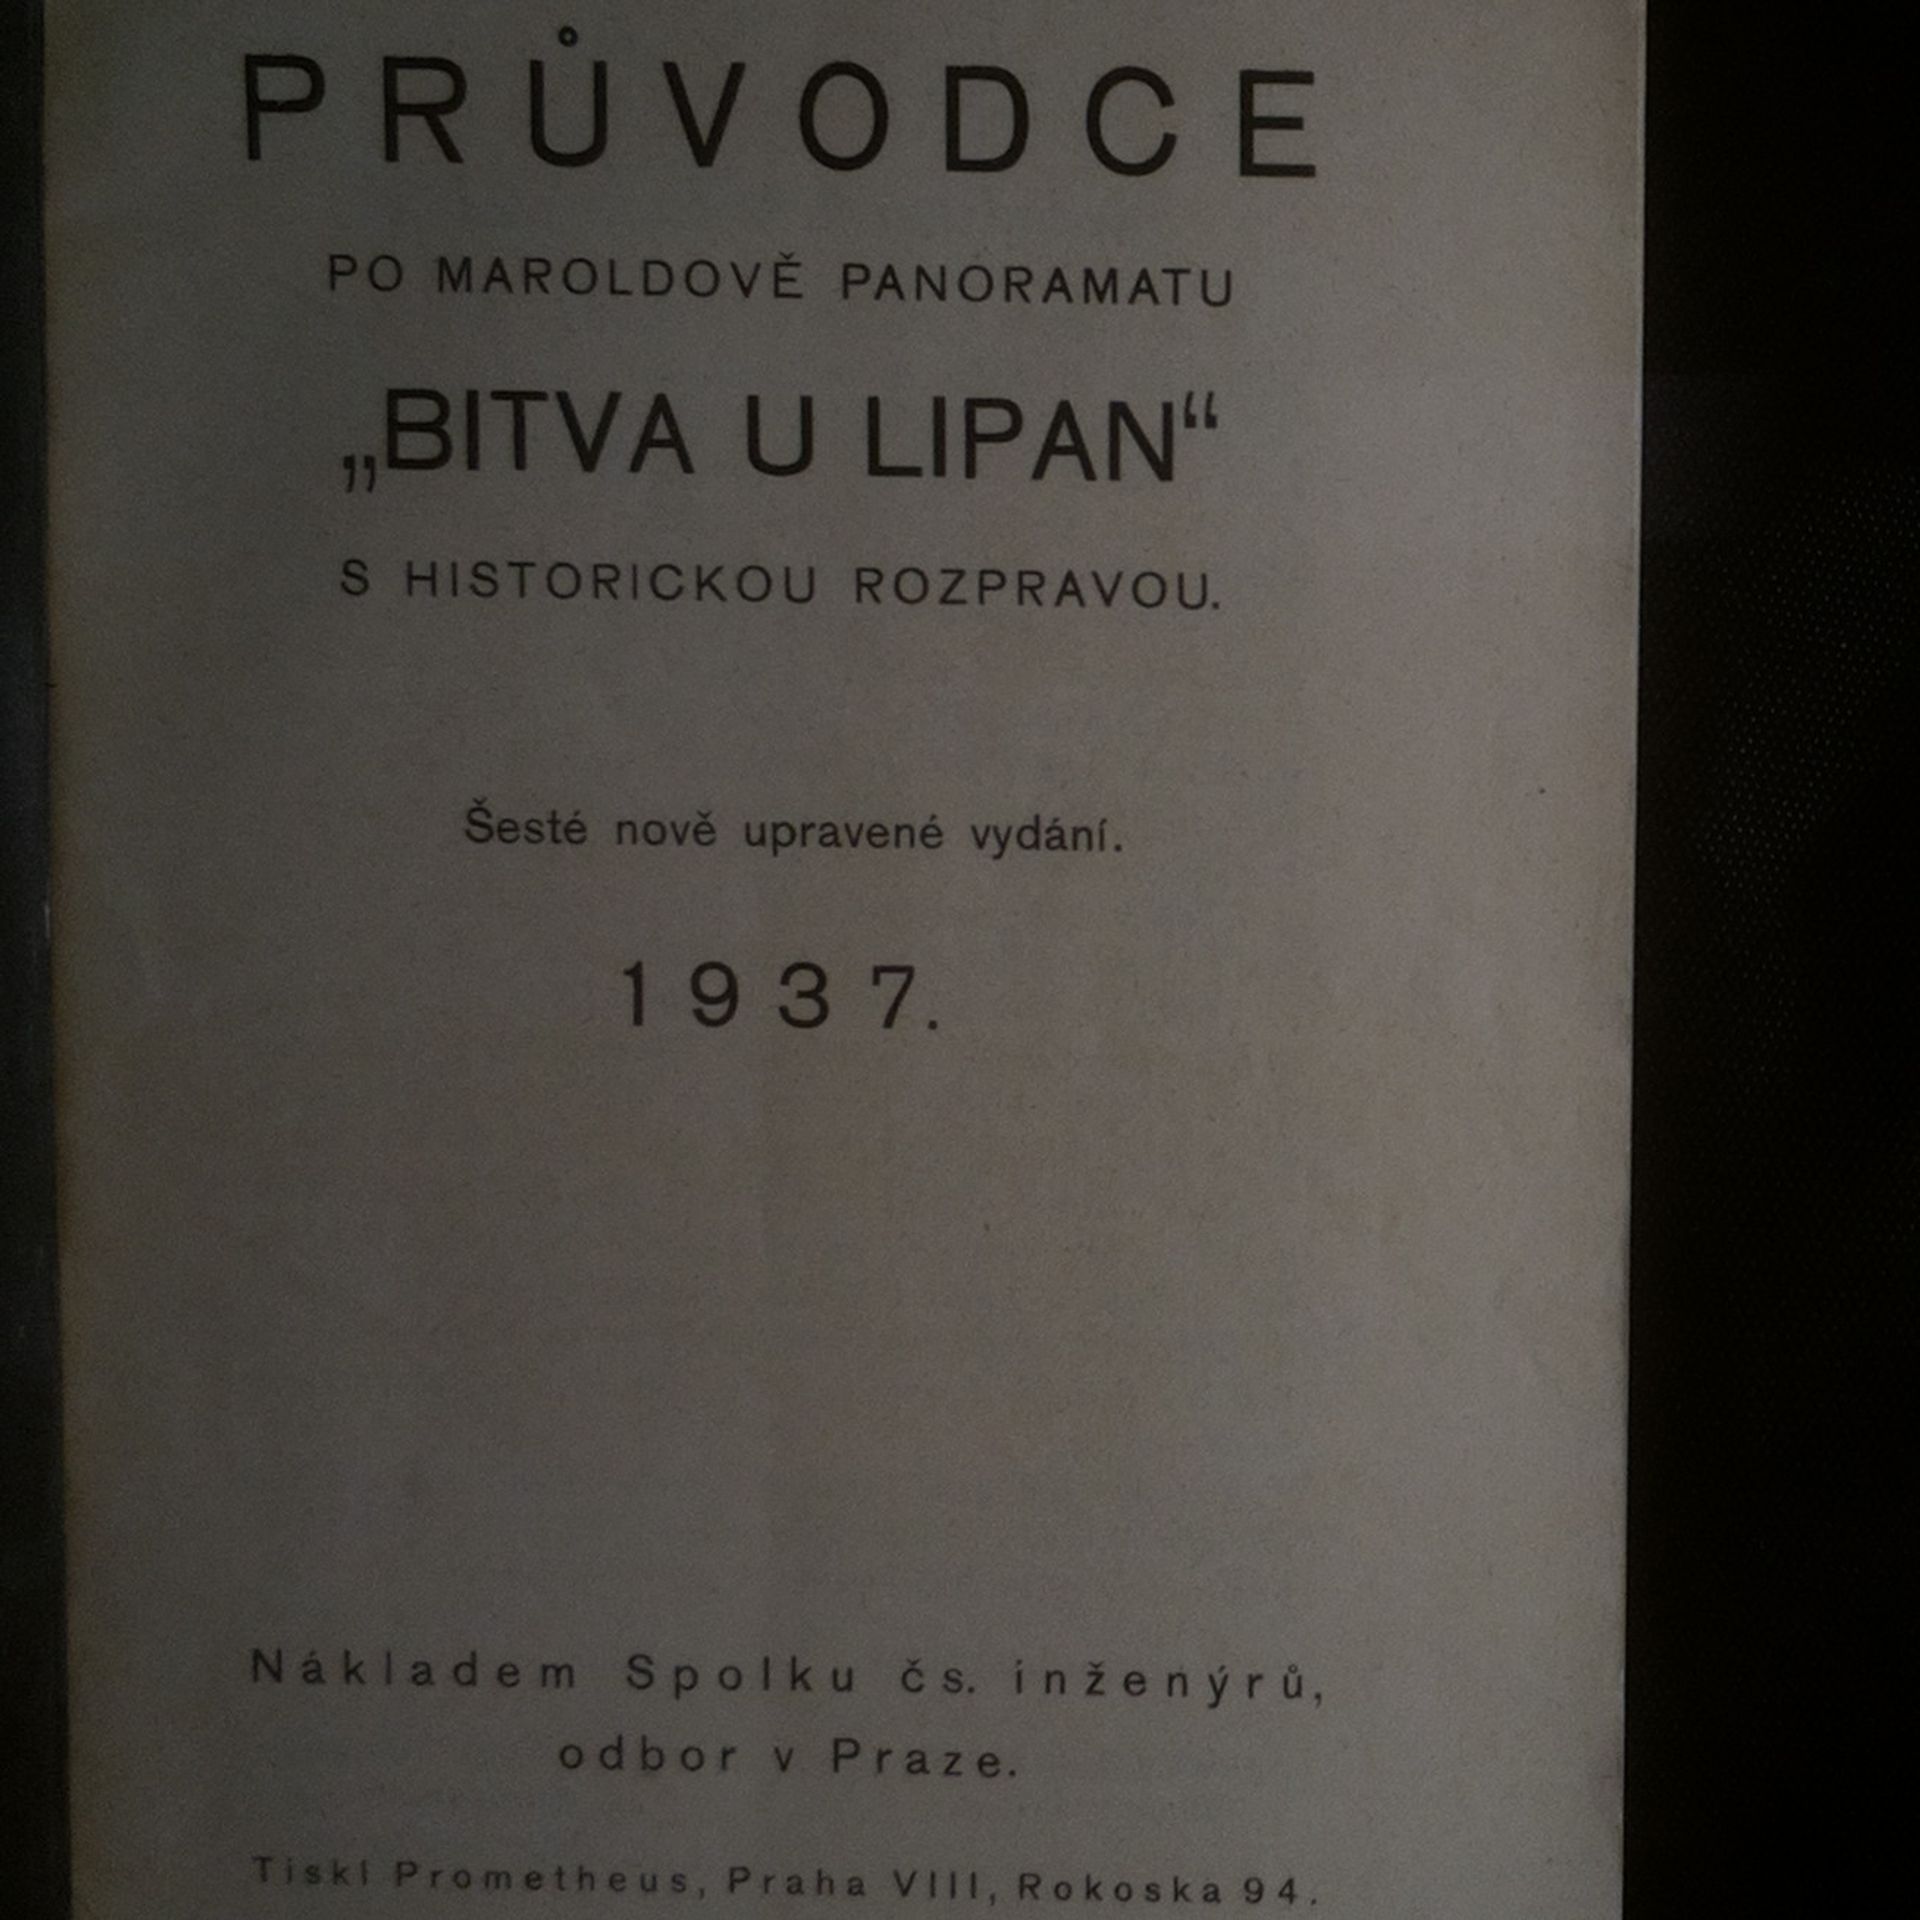 PRŮVODCE
PO MAROLDOVĚ PANORAMATU
„BITVA U LIPAN“
S HISTORICKOU ROZPRAVOU.
Šesté nově upravené vydání.
1937.
Nákladem Spolku čs. inženýrů,
odbor v Praze.
Tiskl Prometheus, Praha VIII, Rokoska 94.